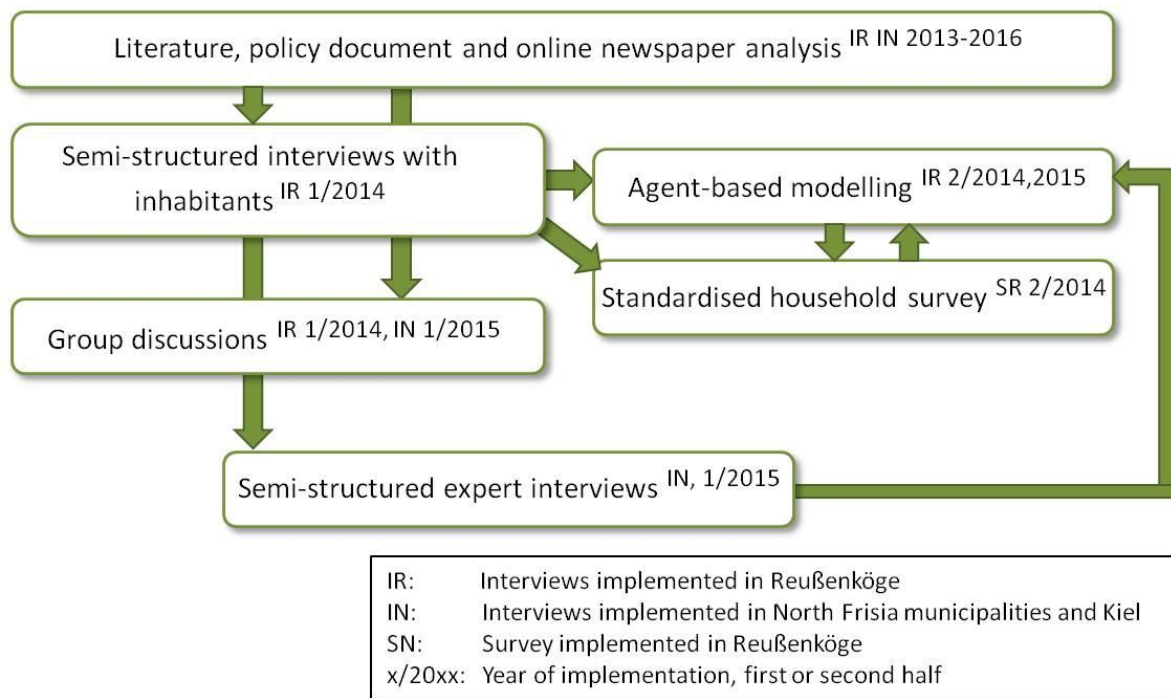 Literature, policy document and online newspaper analysis IR IN 2013-2016
Semi-structured interviews with
inhabitants IR 1/2014
Agent-based modelling IR 2/2014,2015
Standardised household survey SR 2/2014
Group discussions IR 1/2014, IN 1/2015
Semi-structured expert interviews IN, 1/2015
IR: Interviews implemented in Reußenköge
IN: Interviews implemented in North Frisia municipalities and Kiel
SN: Survey implemented in Reußenköge
x/20xx: Year of implementation, first or second half